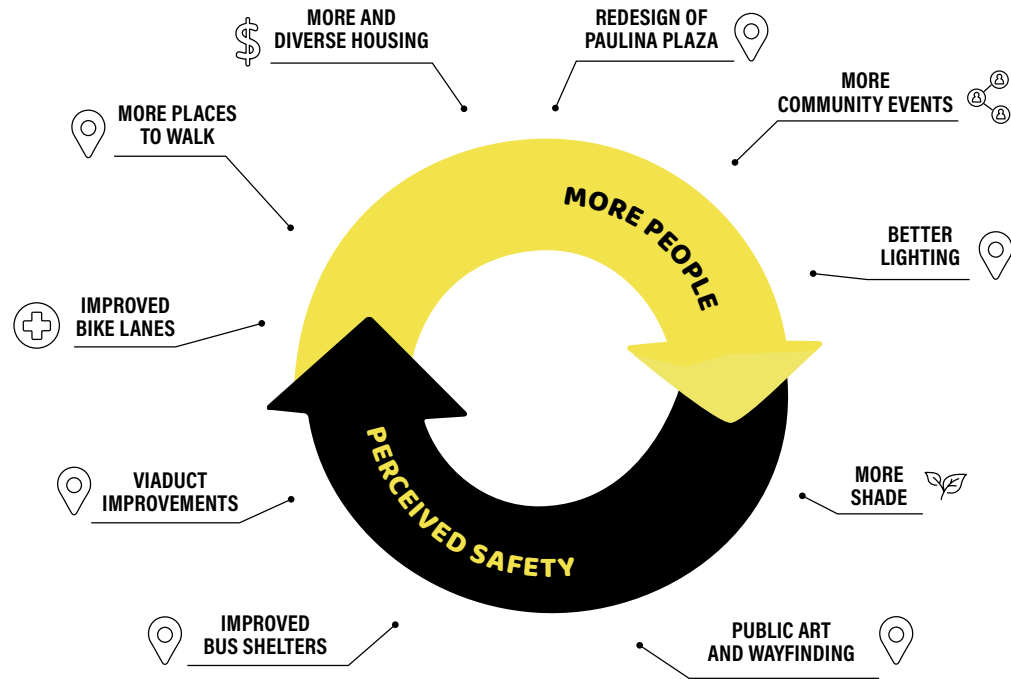 MORE AND
DIVERSE HOUSING
REDESIGN OF
PAULINA PLAZA
MORE
COMMUNITY EVENTS
MORE PLACES
TO WALK
MORE PEOPLE
BETTER
LIGHTING
IMPROVED
BIKE LANES
PERCEIVED SAFETY
VIADUCT
IMPROVEMENTS
MORE
SHADE
IMPROVED
BUS SHELTERS
PUBLIC ART
AND WAYFINDING